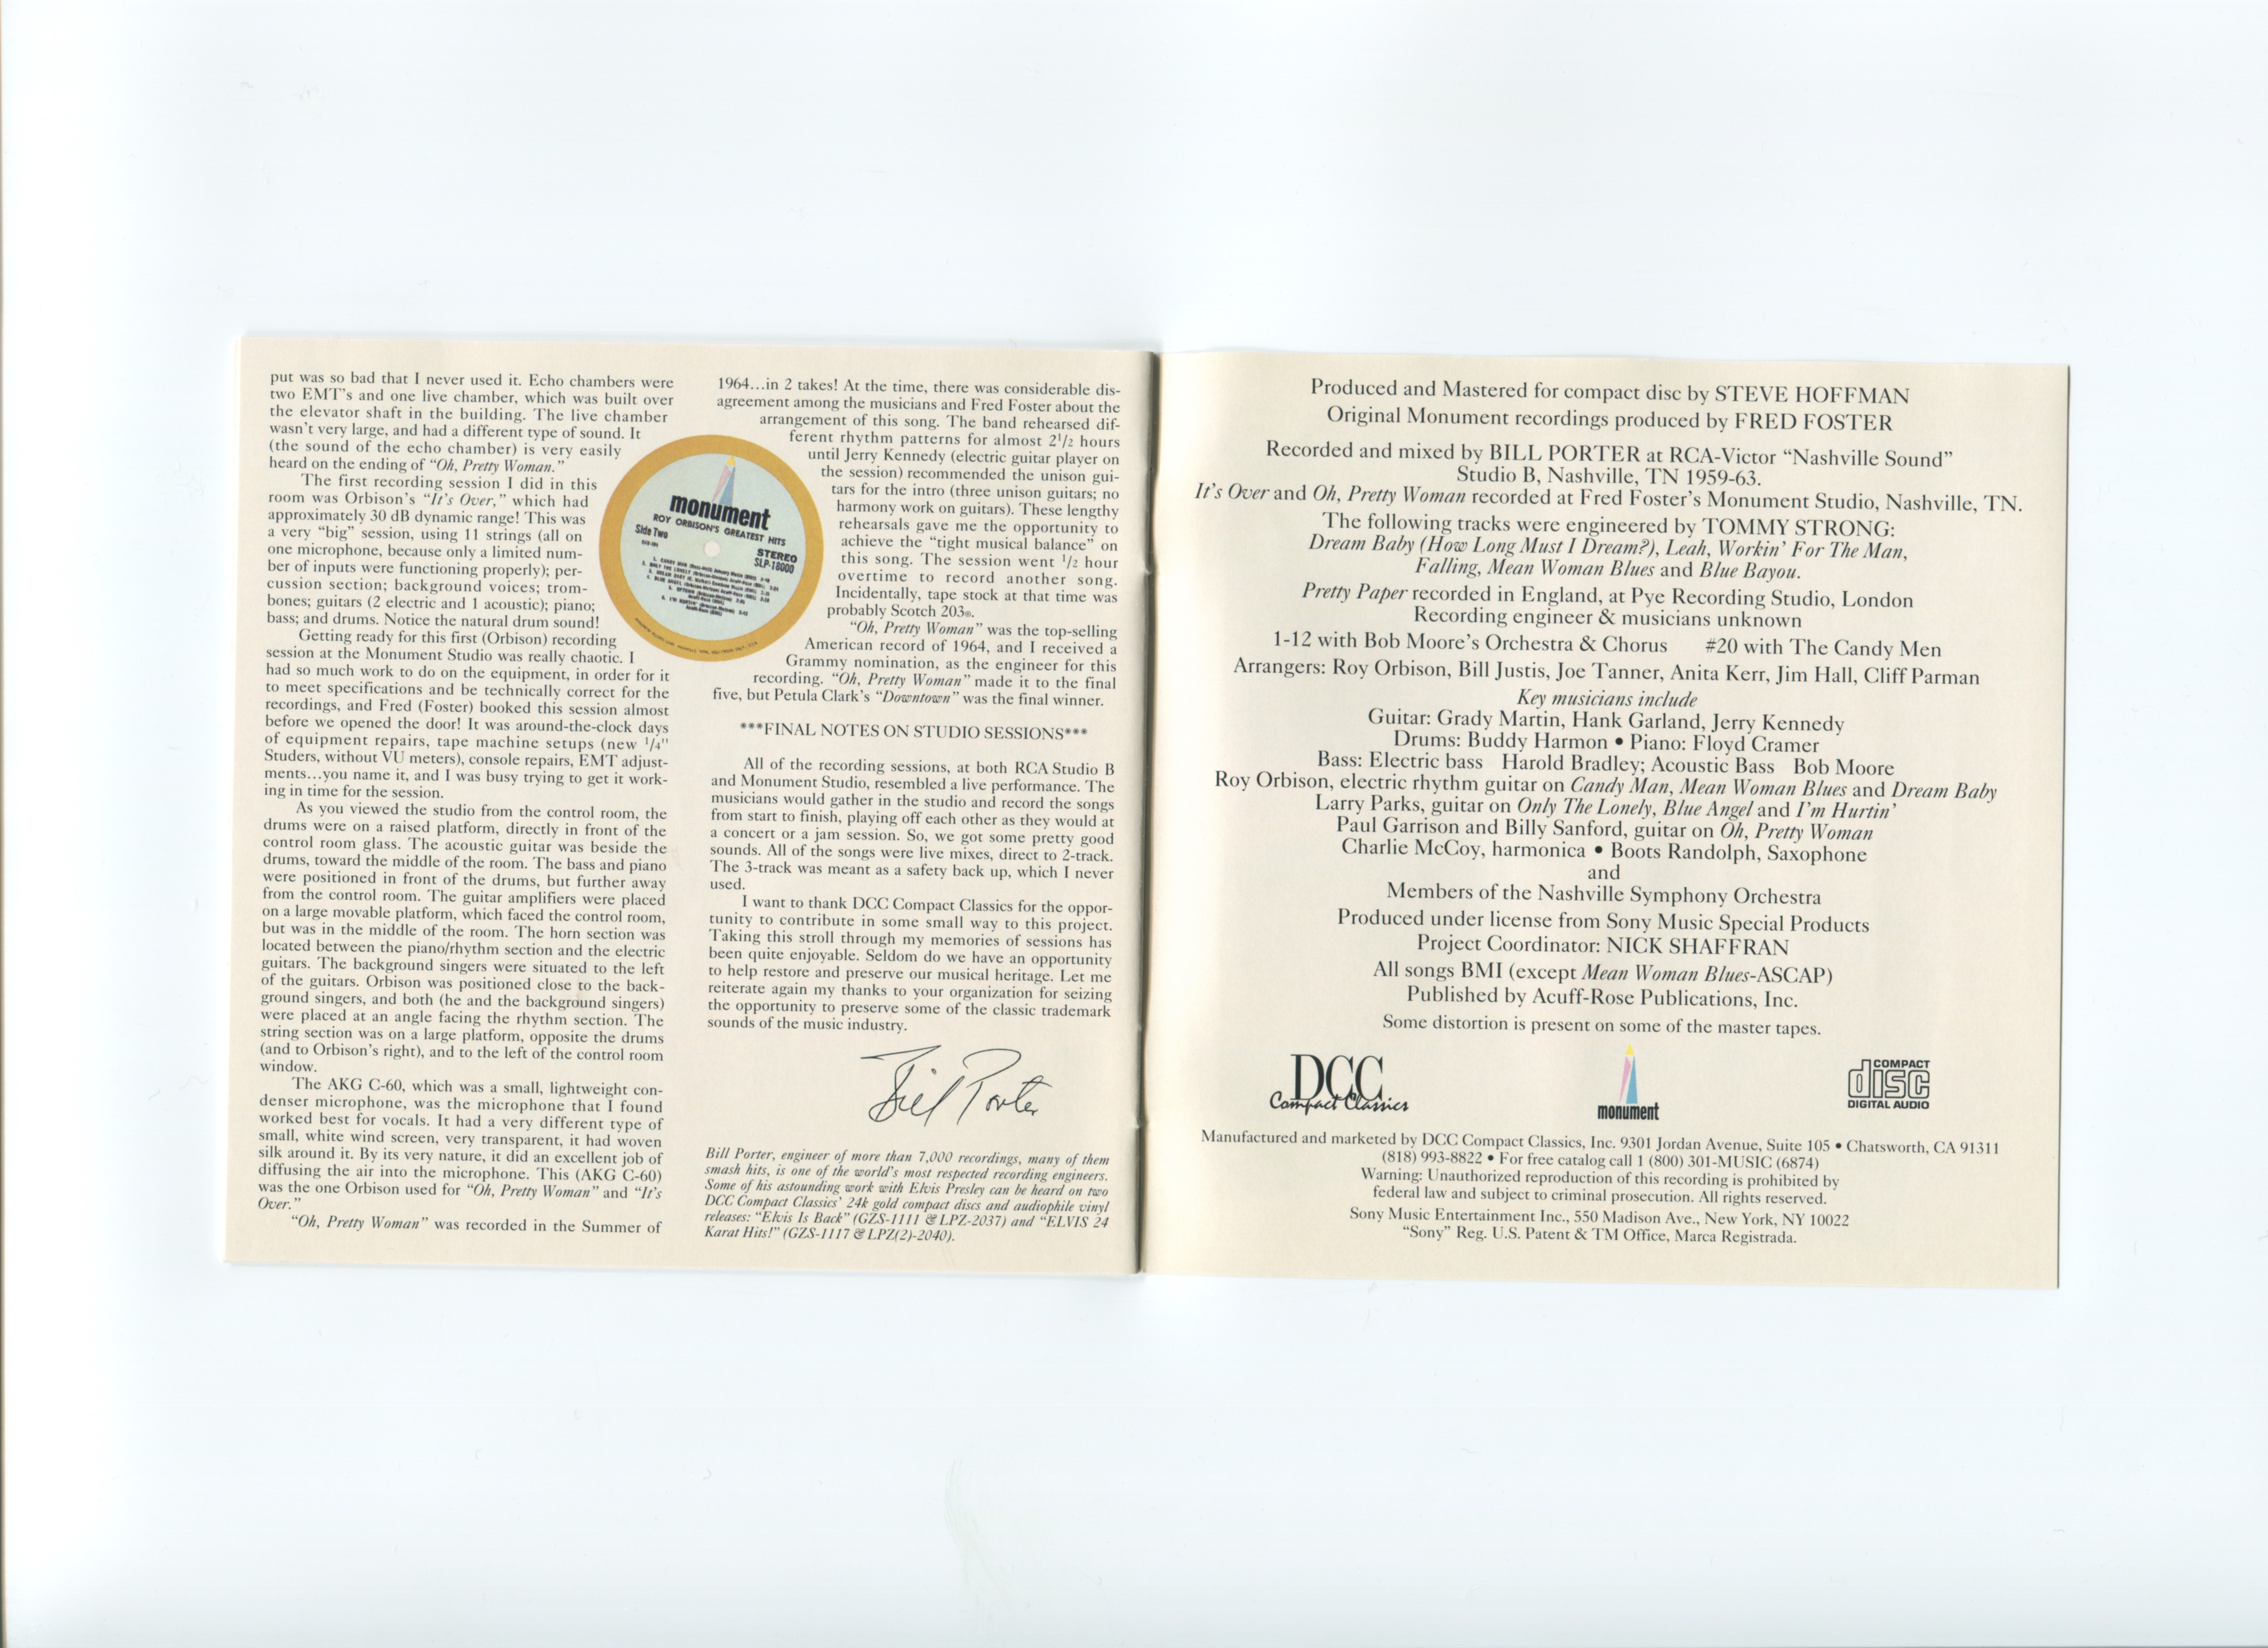 put was so bad that I never used it. Echo chambers were
two EMT's and one live chamber, which was built over
the elevator shaft in the building. The live chamber
wasn't very large, and had a different type of sound. It
(the sound of the echo chamber) is very easily
heard on the ending of "Oh, Pretty Woman."
The first recording session I did in this
room was Orbison's "It's Over," which had
approximately 30 dB dynamic range! This was
a very "big" session, using 11 strings (all on
one microphone, because only a limited num-
ber of inputs were functioning properly); per-
cussion section; background voices; trom-
bones; guitars (2 electric and 1 acoustic); piano;
bass; and drums. Notice the natural drum sound!
Getting ready for this first (Orbison) recording
session at the Monument Studio was really chaotic. I
had so much work to do on the equipment, in order for it
to meet specifications and be technically correct for the
recordings, and Fred (Foster) booked this session almost
before we opened the door! It was around-the-clock days
of equipment repairs, tape machine setups (new 1/4"
Studers, without VU meters), console repairs, EMT adjust-
ments...you name it, and I was busy trying to get it work-
ing in time for the session.
As you viewed the studio from the control room, the
drums were on a raised platform, directly in front of the
control room glass. The acoustic guitar was beside the
drums, toward the middle of the room. The bass and piano
were positioned in front of the drums, but further away
from the control room. The guitar amplifiers were placed
on a large movable platform, which faced the control room,
but was in the middle of the room. The horn section was
located between the piano/rhythm section and the electric
guitars. The background singers were situated to the left
of the guitars. Orbison was positioned close to the back-
ground singers, and both (he and the background singers)
were placed at an angle facing the rhythm section. The
string section was on a large platform, opposite the drums
(and to Orbison's right), and to the left of the control room
window.
The AKG C-60, which was a small, lightweight con-
denser microphone, was the microphone that I found
worked best for vocals. It had a very different type of
small, white wind screen, very transparent, it had woven
silk around it. By its very nature, it did an excellent job of
diffusing the air into the microphone. This (AKG C-60)
was the one Orbison used for "Oh, Pretty Woman" and "It's
Over."
"Oh, Pretty Woman" was recorded in the Summer of
monument
ROY ORBISON'S GREATEST HITS
Side Two
STEREO
SLP-18000
1. CANDY MAN
2. ONLY THE LONELY
3. DREAM BABY
4. BLUE ANGEL
5. UPTOWN
6. I'M HURTIN'
1964...in 2 takes! At the time, there was considerable dis-
agreement among the musicians and Fred Foster about the
arrangement of this song. The band rehearsed dif-
ferent rhythm patterns for almost 2 1/2 hours
until Jerry Kennedy (electric guitar player on
the session) recommended the unison gui-
tars for the intro (three unison guitars; no
harmony work on guitars). These lengthy
rehearsals gave me the opportunity to
achieve the "right musical balance" on
this song. The session went 1/2 hour
overtime to record another song.
Incidentally, tape stock at that time was
probably Scotch 203®.
"Oh, Pretty Woman" was the top-selling
American record of 1964, and I received a
Grammy nomination, as the engineer for this
recording. "Oh, Pretty Woman" made it to the final
five, but Petula Clark's "Downtown" was the final winner.
***FINAL NOTES ON STUDIO SESSIONS***
All of the recording sessions, at both RCA Studio B
and Monument Studio, resembled a live performance. The
musicians would gather in the studio and record the songs
from start to finish, playing off each other as they would at
a concert or a jam session. So, we got some pretty good
sounds. All of the songs were live mixes, direct to 2-track.
The 3-track was meant as a safety back up, which I never
used.
I want to thank DCC Compact Classics for the oppor-
tunity to contribute in some small way to this project.
Taking this stroll through my memories of sessions has
been quite enjoyable. Seldom do we have an opportunity
to help restore and preserve our musical heritage. Let me
reiterate again my thanks to your organization for seizing
the opportunity to preserve some of the classic trademark
sounds of the music industry.
Bill Porter
Bill Porter, engineer of more than 7,000 recordings, many of them
smash hits, is one of the world's most respected recording engineers.
Some of his astounding work with Elvis Presley can be heard on two
DCC Compact Classics' 24k gold compact discs and audiophile vinyl
releases: "Elvis Is Back" (GZS-1111 & LPZ-2037) and "ELVIS 24
Karat Hits!" (GZS-1117 & LPZ(2)-2040).
Produced and Mastered for compact disc by STEVE HOFFMAN
Original Monument recordings produced by FRED FOSTER
Recorded and mixed by BILL PORTER at RCA-Victor "Nashville Sound"
Studio B, Nashville, TN 1959-63.
It's Over and Oh, Pretty Woman recorded at Fred Foster's Monument Studio, Nashville, TN.
The following tracks were engineered by TOMMY STRONG:
Dream Baby (How Long Must I Dream?), Leah, Workin' For The Man,
Falling, Mean Woman Blues and Blue Bayou.
Pretty Paper recorded in England, at Pye Recording Studio, London
Recording engineer & musicians unknown
1-12 with Bob Moore's Orchestra & Chorus #20 with The Candy Men
Arrangers: Roy Orbison, Bill Justis, Joe Tanner, Anita Kerr, Jim Hall, Cliff Parman
Key musicians include
Guitar: Grady Martin, Hank Garland, Jerry Kennedy
Drums: Buddy Harmon • Piano: Floyd Cramer
Bass: Electric bass Harold Bradley; Acoustic Bass Bob Moore
Roy Orbison, electric rhythm guitar on Candy Man, Mean Woman Blues and Dream Baby
Larry Parks, guitar on Only The Lonely, Blue Angel and I'm Hurtin'
Paul Garrison and Billy Sanford, guitar on Oh, Pretty Woman
Charlie McCoy, harmonica • Boots Randolph, Saxophone
and
Members of the Nashville Symphony Orchestra
Produced under license from Sony Music Special Products
Project Coordinator: NICK SHAFFRAN
All songs BMI (except Mean Woman Blues-ASCAP)
Published by Acuff-Rose Publications, Inc.
Some distortion is present on some of the master tapes.
DCC
Compact Classics
monument
COMPACT
disc
DIGITAL AUDIO
Manufactured and marketed by DCC Compact Classics, Inc. 9301 Jordan Avenue, Suite 105 • Chatsworth, CA 91311
(818) 993-8822 • For free catalog call 1 (800) 301-MUSIC (6874)
Warning: Unauthorized reproduction of this recording is prohibited by
federal law and subject to criminal prosecution. All rights reserved.
Sony Music Entertainment Inc., 550 Madison Ave., New York, NY 10022
"Sony" Reg. U.S. Patent & TM Office, Marca Registrada.